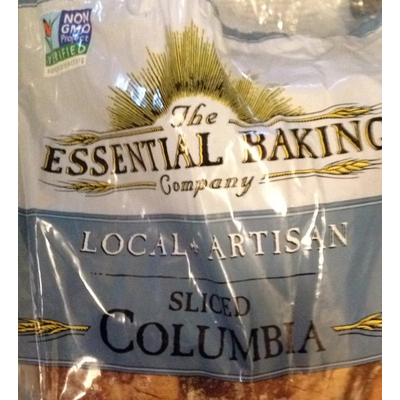 NON
GMO
Project
VERIFIED
The
ESSENTIAL BAKING
Company
LOCAL ARTISAN
SLICED
COLUMBIA